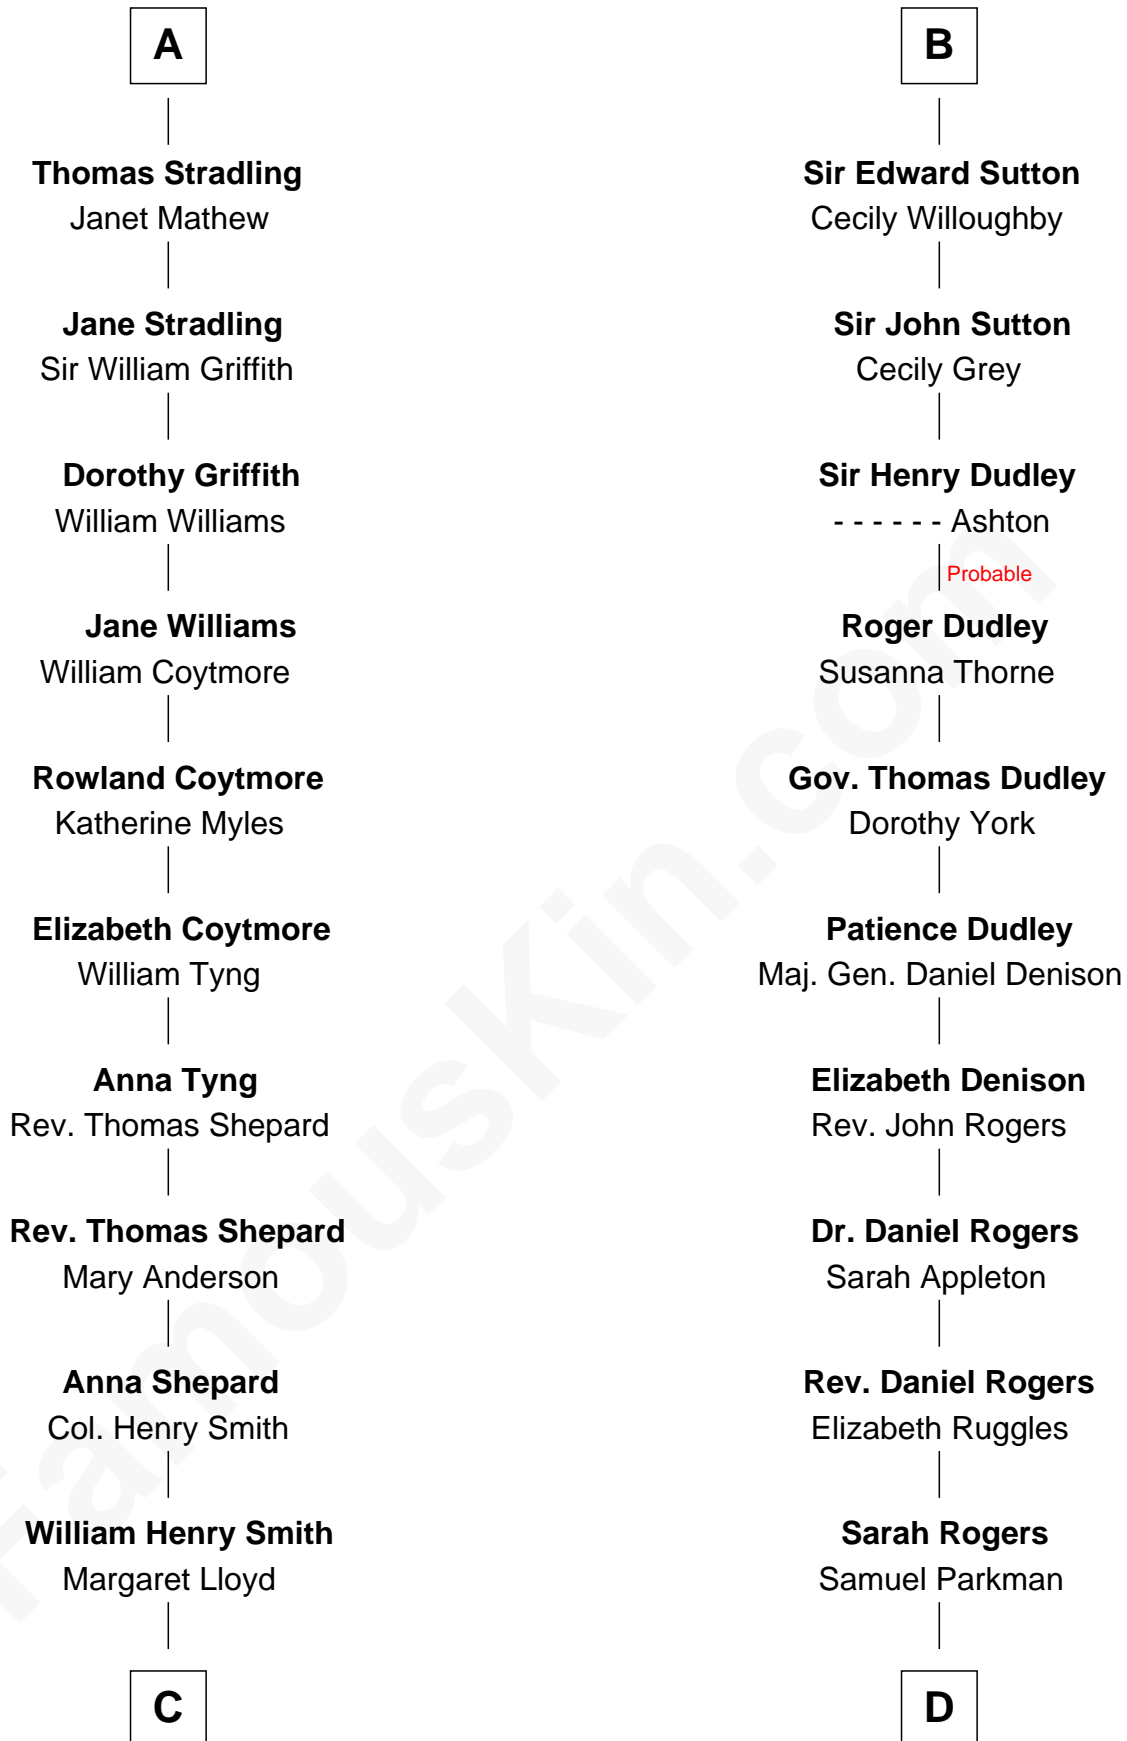 A
Thomas Stradling
Janet Mathew
Jane Stradling
Sir William Griffith
Dorothy Griffith
William Williams
Jane Williams
William Coytmore
Rowland Coytmore
Katherine Myles
Elizabeth Coytmore
William Tyng
Anna Tyng
Rev. Thomas Shepard
Rev. Thomas Shepard
Mary Anderson
Anna Shepard
Col. Henry Smith
William Henry Smith
Margaret Lloyd
C
B
Sir Edward Sutton
Cecily Willoughby
Sir John Sutton
Cecily Grey
Sir Henry Dudley
- - - - - - Ashton
Probable
Roger Dudley
Susanna Thorne
Gov. Thomas Dudley
Dorothy York
Patience Dudley
Maj. Gen. Daniel Denison
Elizabeth Denison
Rev. John Rogers
Dr. Daniel Rogers
Sarah Appleton
Rev. Daniel Rogers
Elizabeth Ruggles
Sarah Rogers
Samuel Parkman
D
FamousKin.com